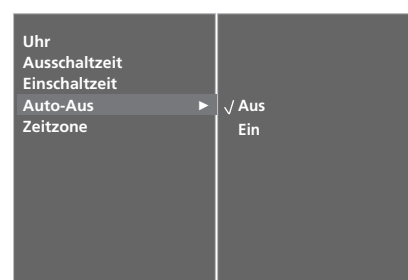 Uhr
Ausschaltzeit
Einschaltzeit
Auto-Aus ► √ Aus
Zeitzone
Ein